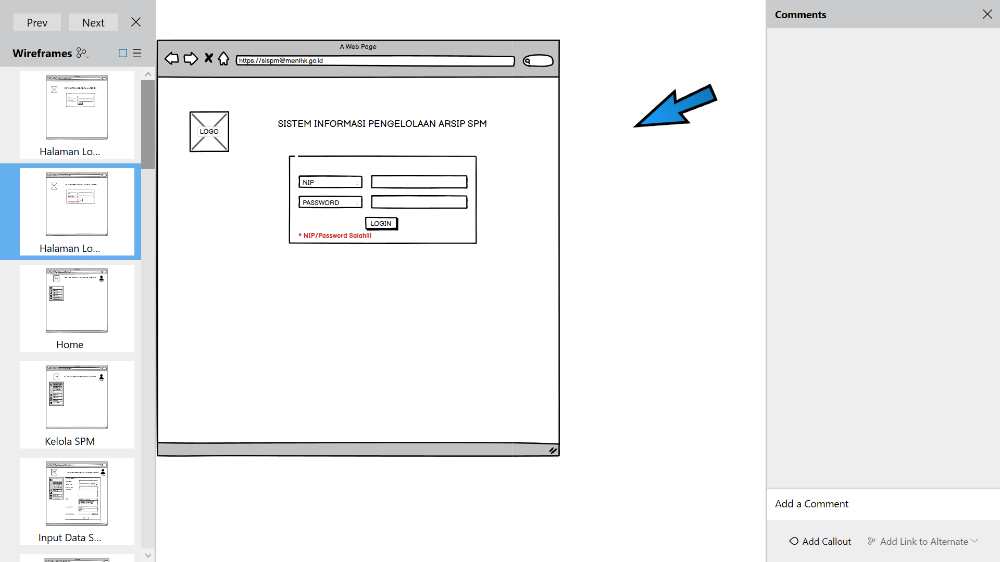 Prev Next
Wireframes
Halaman Lo...
Halaman Lo...
Home
Kelola SPM
Input Data S...
A Web Page
https://sispm@menlhk.go.id
LOGO
SISTEM INFORMASI PENGELOLAAN ARSIP SPM
NIP :
PASSWORD :
LOGIN
* NIP/Password Salah!!!
Comments
Add a Comment
Add Callout Add Link to Alternate